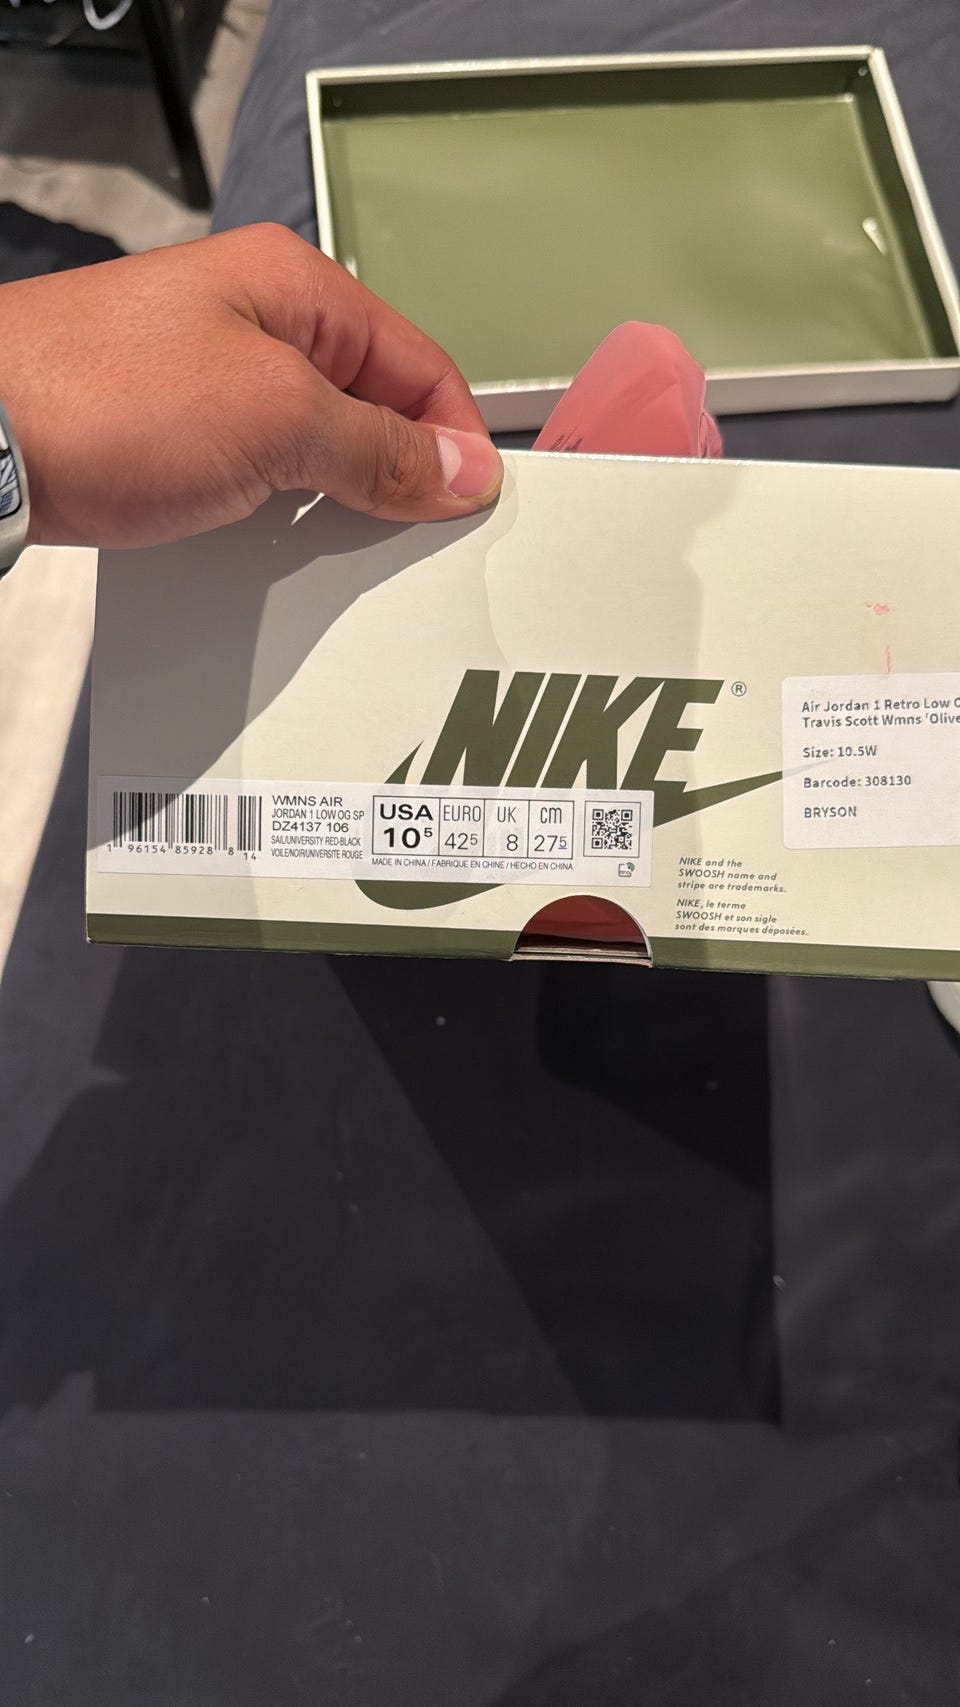 NIKE®
Air Jordan 1 Retro Low
Travis Scott Wmns 'Olive
Size: 10.5W
Barcode: 308130
BRYSON
WMNS AIR
JORDAN 1 LOW OG SP
DZ4137 106
SAIL/UNIVERSITY RED-BLACK
VOILE/NOIR/UNIVERSITE ROUGE
1 96154 85928 8 14
USA EURO UK cm
10⁵ 42⁵ 8 27⁵
MADE IN CHINA / FABRIQUE EN CHINE / HECHO EN CHINA
NIKE and the
SWOOSH name and
stripe are trademarks.
NIKE, le terme
SWOOSH et son sigle
sont des marques déposées.